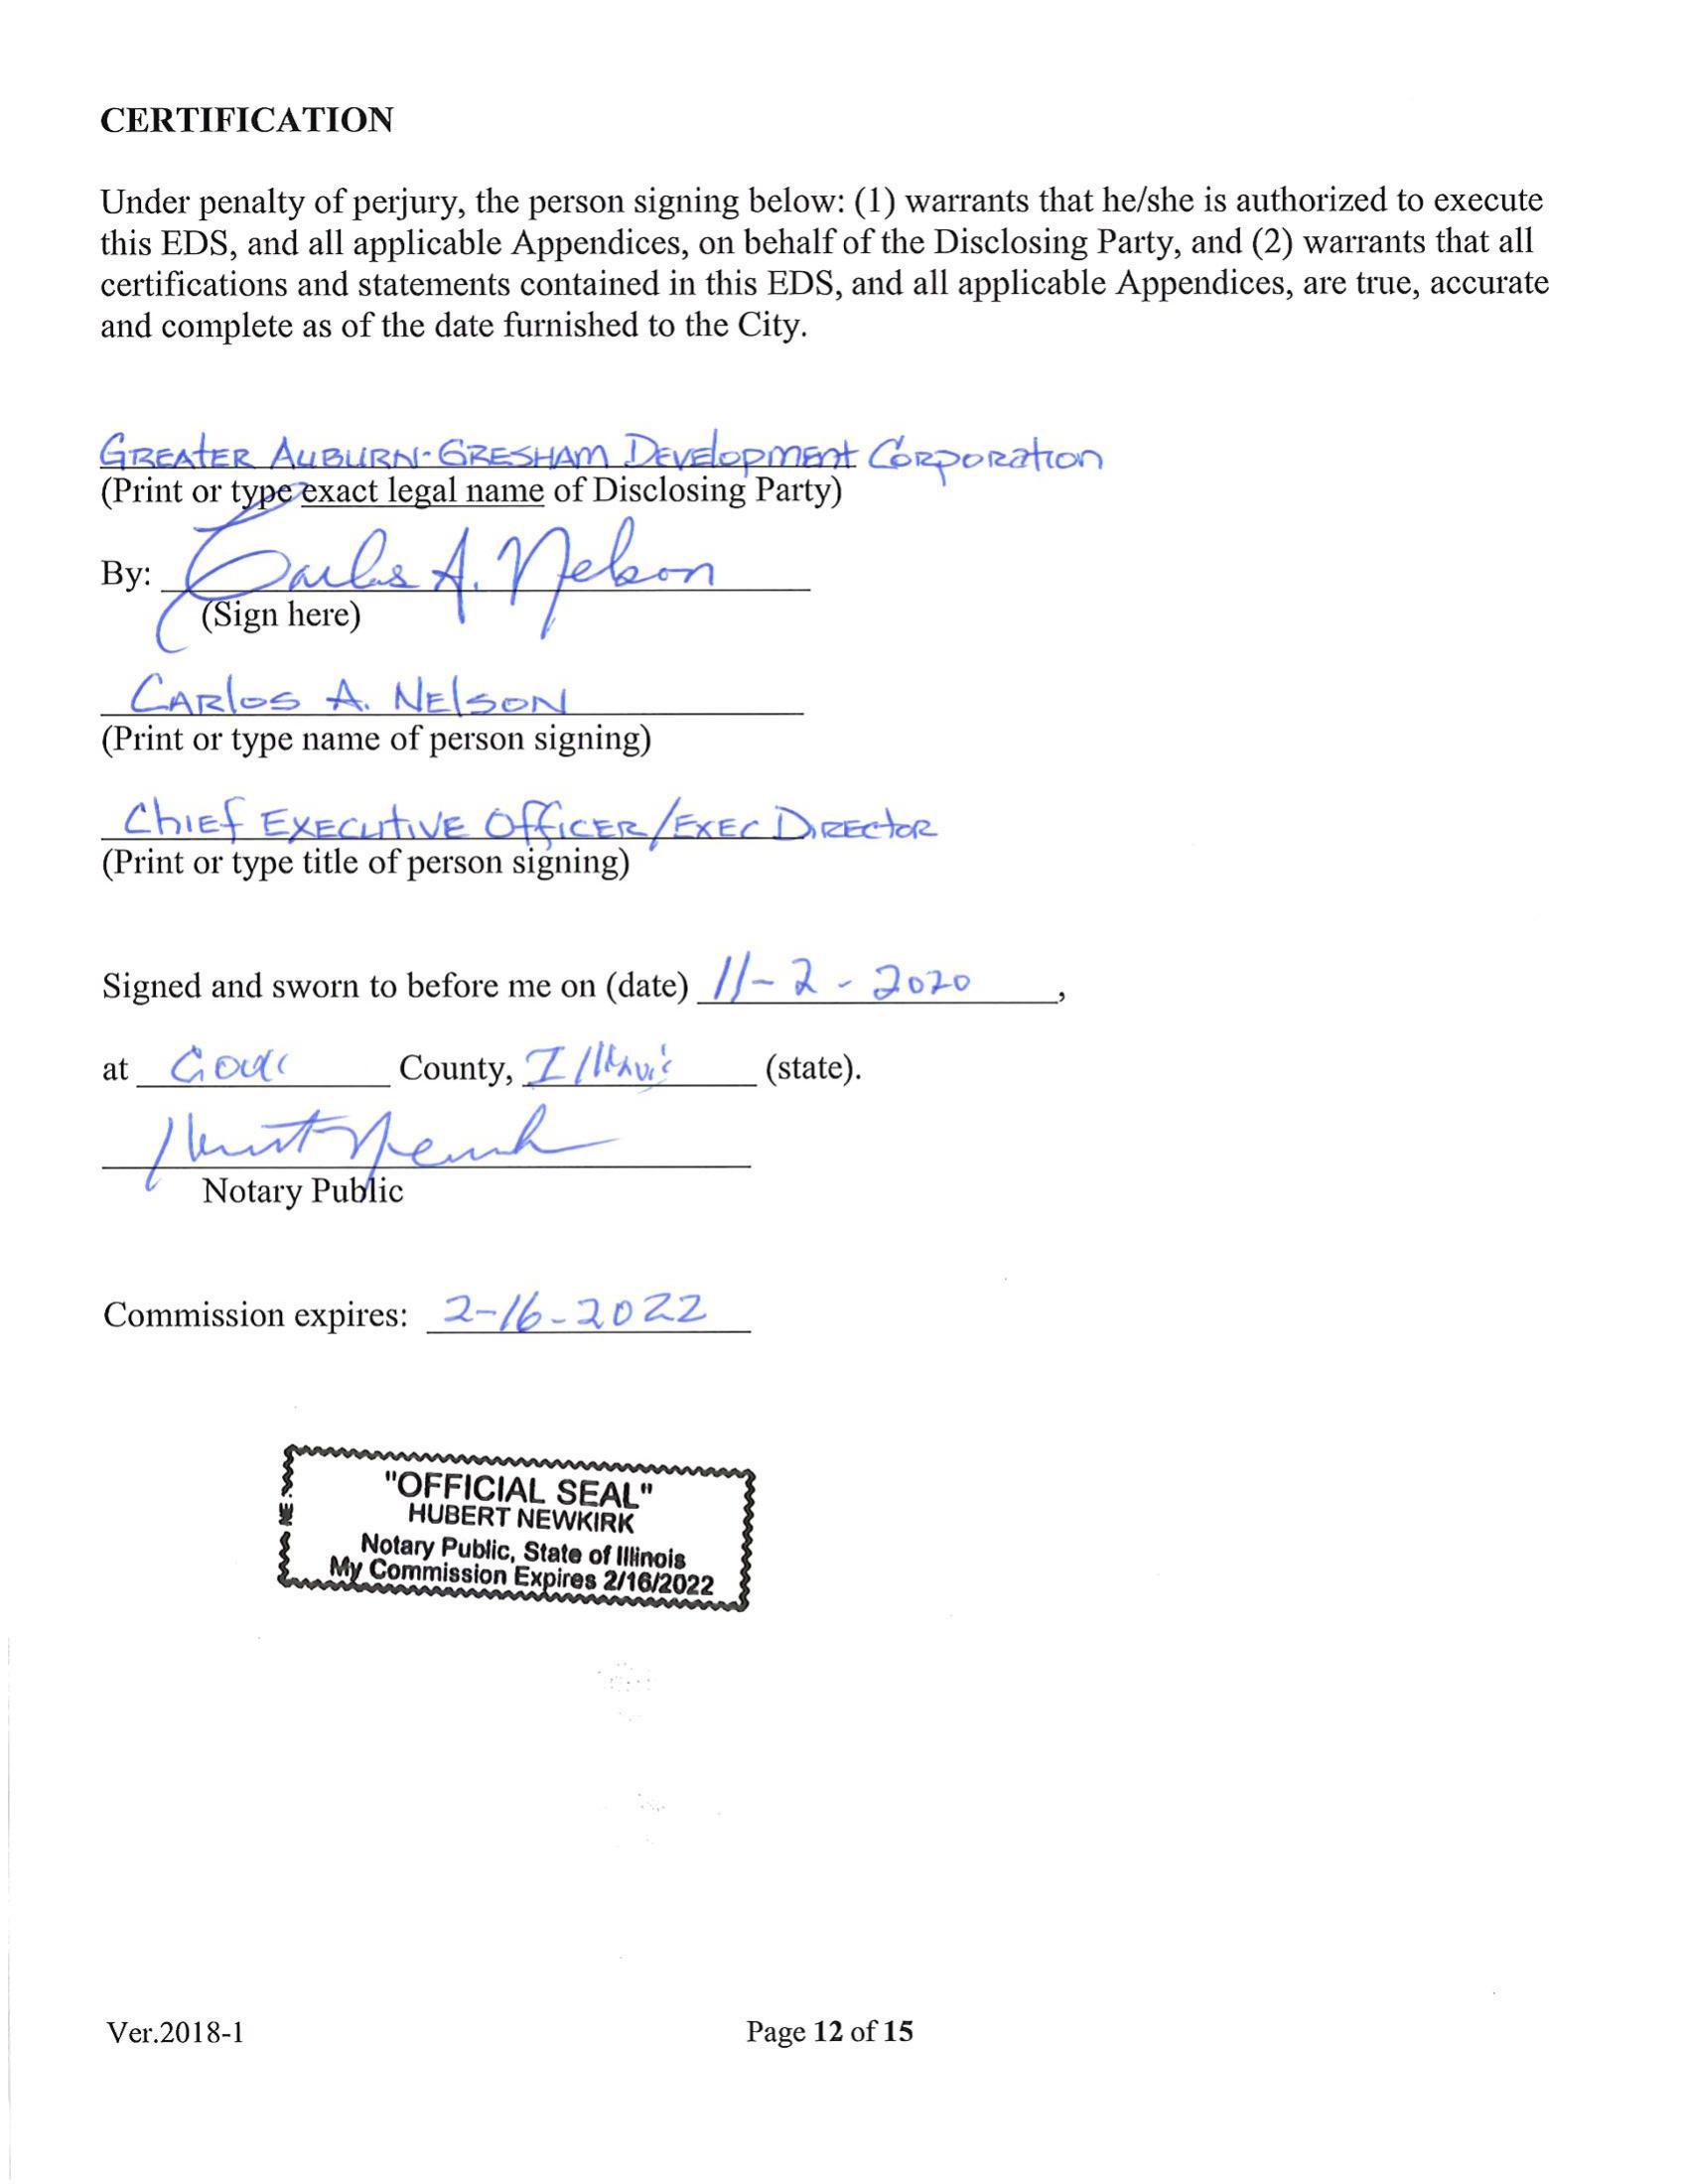 CERTIFICATION
Under penalty of perjury, the person signing below: (1) warrants that he/she is authorized to execute
this EDS, and all applicable Appendices, on behalf of the Disclosing Party, and (2) warrants that all
certifications and statements contained in this EDS, and all applicable Appendices, are true, accurate
and complete as of the date furnished to the City.
GREATER AUBURN-GRESHAM DEVELOPMENT CORPORATION
(Print or type exact legal name of Disclosing Party)
By: Carlos A. Nelson
(Sign here)
CARLOS A. NELSON
(Print or type name of person signing)
CHIEF EXECUTIVE OFFICER/EXEC DIRECTOR
(Print or type title of person signing)
Signed and sworn to before me on (date) 11-2-2020,
at County, Illinois (state).
Notary Public
Commission expires: 2-16-2022
"OFFICIAL SEAL"
HUBERT NEWKIRK
Notary Public, State of Illinois
My Commission Expires 2/16/2022
Ver.2018-1 Page 12 of 15